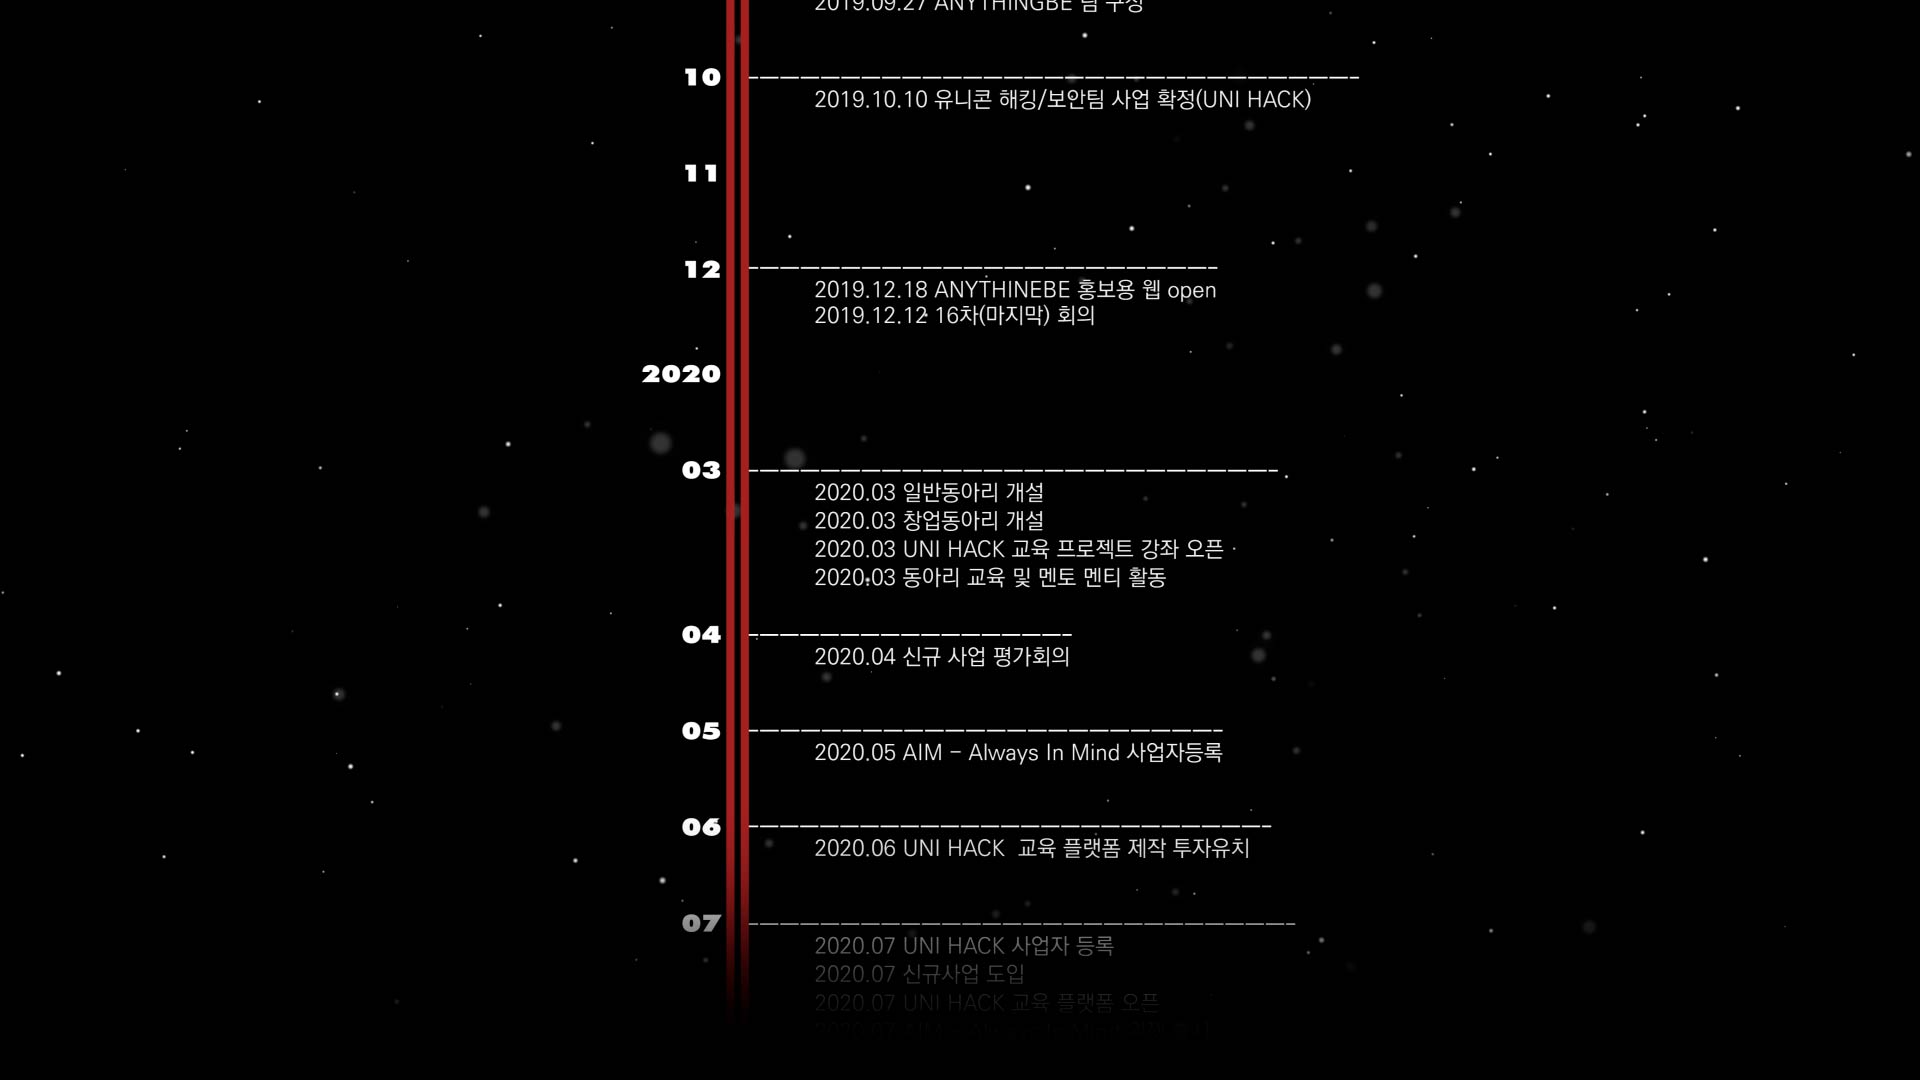 2019.09.27 ANYTHINGBE 팀 구성
10
2019.10.10 유니콘 해킹/보안팀 사업 확정(UNI HACK)
11
12
2019.12.18 ANYTHINEBE 홍보용 웹 open
2019.12.12 16차(마지막) 회의
2020
03
2020.03 일반동아리 개설
2020.03 창업동아리 개설
2020.03 UNI HACK 교육 프로젝트 강좌 오픈
2020.03 동아리 교육 및 멘토 멘티 활동
04
2020.04 신규 사업 평가회의
05
2020.05 AIM - Always In Mind 사업자등록
06
2020.06 UNI HACK 교육 플랫폼 제작 투자유치
07
2020.07 UNI HACK 사업자 등록
2020.07 신규사업 도입
2020.07 UNI HACK 교육 플랫폼 오픈
2020.07 AIM - Always In Mind